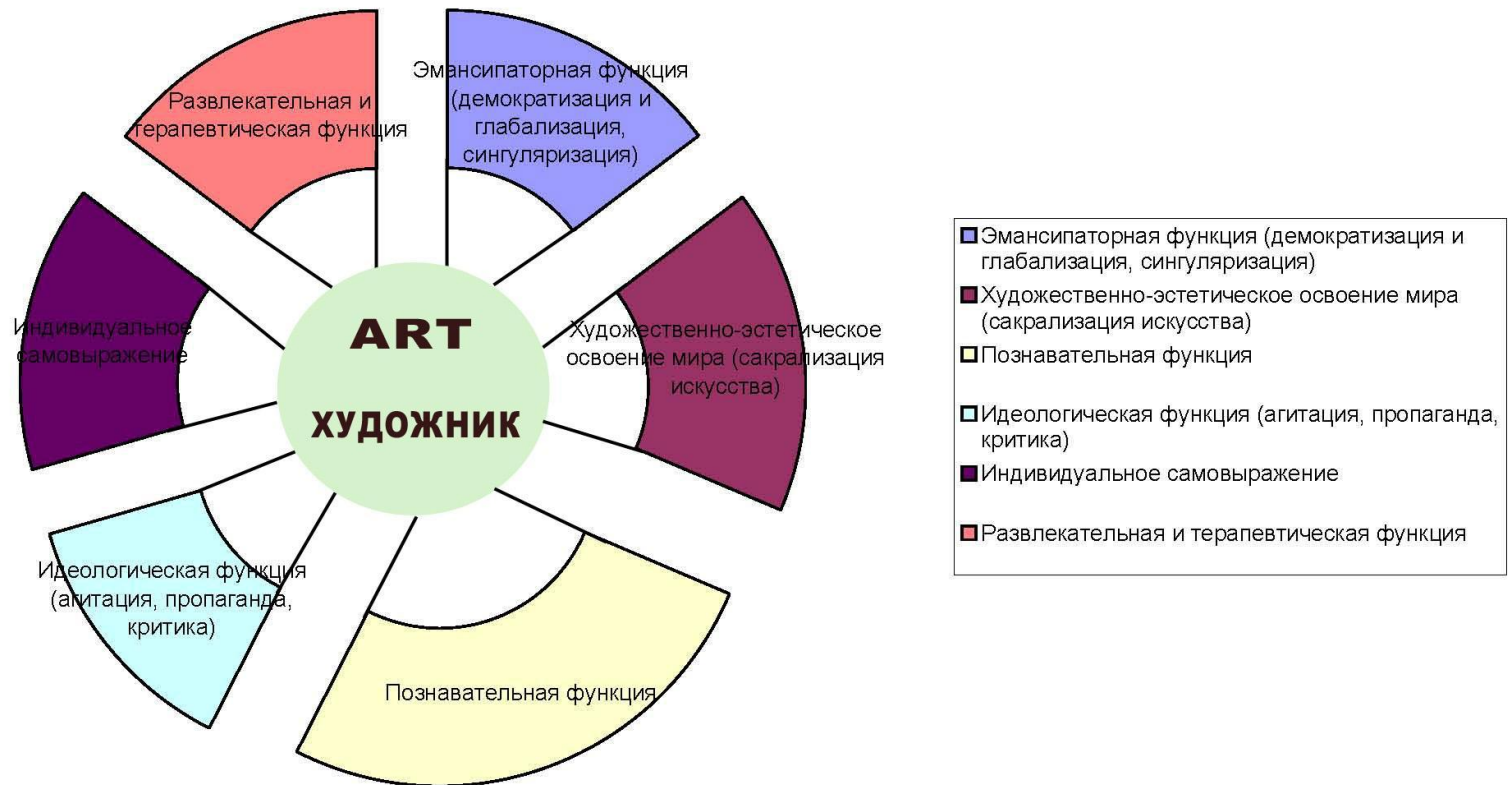 Развлекательная и
терапевтическая функция
Эмансипаторная функция
(демократизация и
глабализация,
сингуляризация)
Индивидуальное
самовыражение
ART
ХУДОЖНИК
Художественно-эстетическое
освоение мира (сакрализация
искусства)
Идеологическая функция
(агитация, пропаганда,
критика)
Познавательная функция
Эмансипаторная функция (демократизация и
глабализация, сингуляризация)
Художественно-эстетическое освоение мира
(сакрализация искусства)
Познавательная функция
Идеологическая функция (агитация, пропаганда,
критика)
Индивидуальное самовыражение
Развлекательная и терапевтическая функция